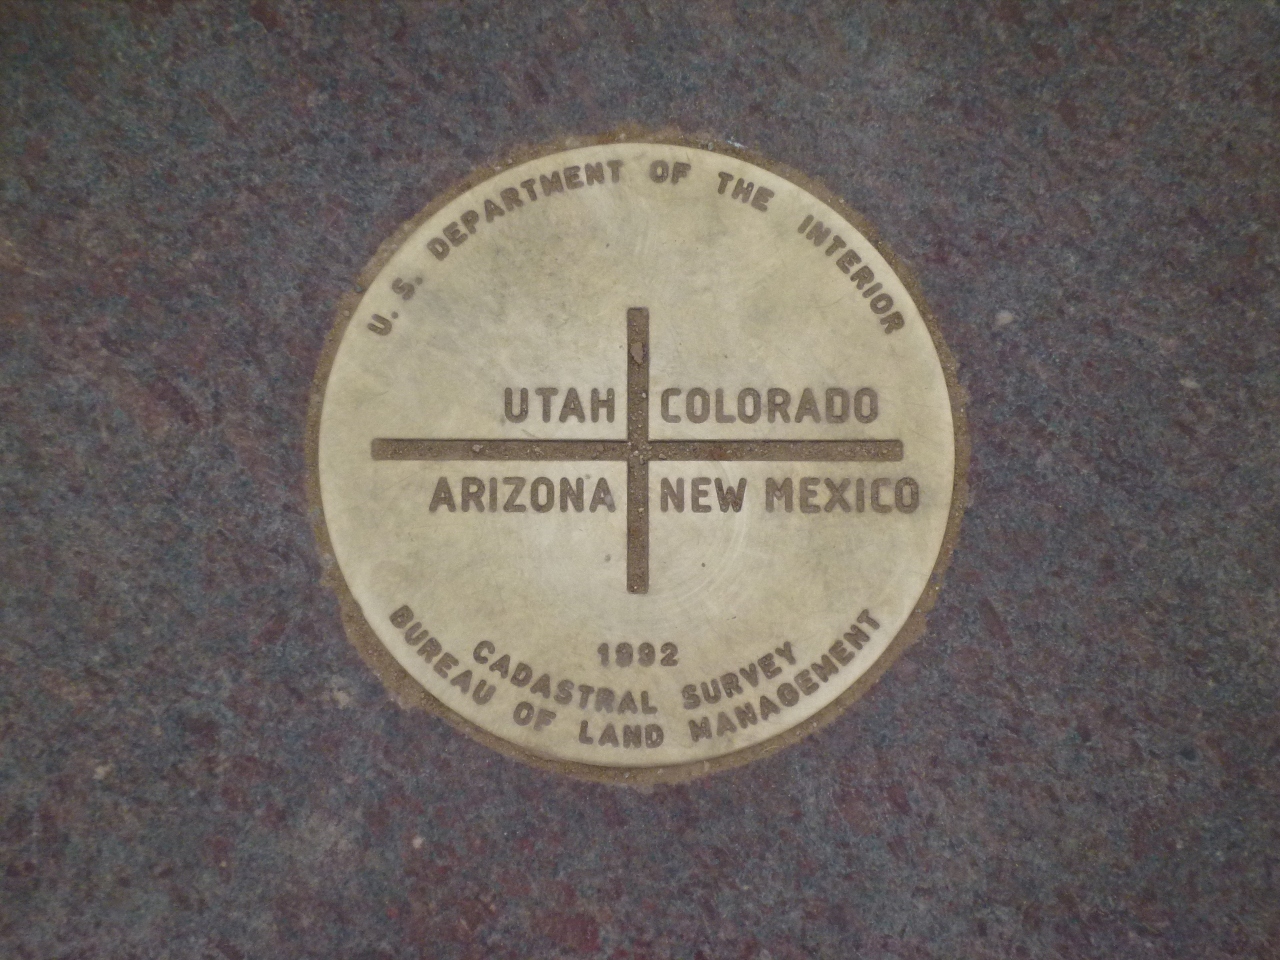 U. S. DEPARTMENT OF THE INTERIOR
UTAH COLORADO
ARIZONA NEW MEXICO
1992
CADASTRAL SURVEY
BUREAU OF LAND MANAGEMENT